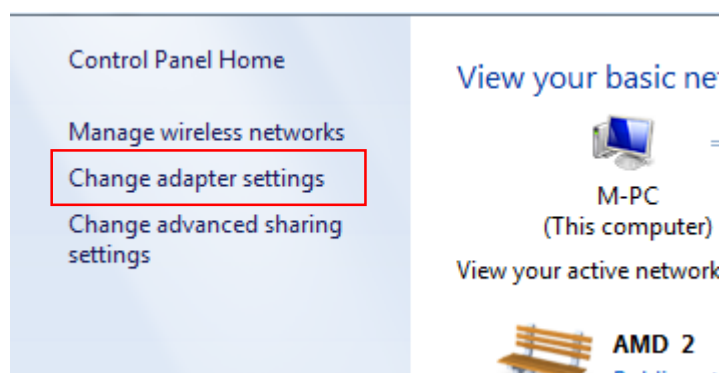 Control Panel Home
Manage wireless networks
Change adapter settings
Change advanced sharing
settings
View your basic
M-PC
(This computer)
View your active network
AMD 2